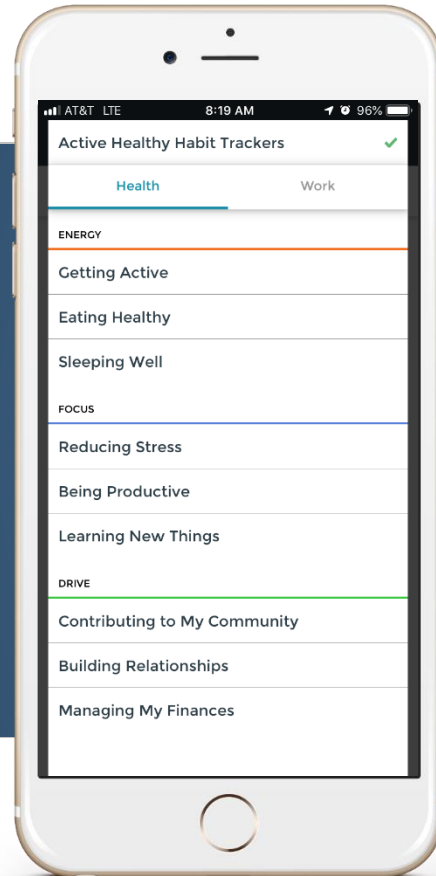 AT&T LTE 8:19 AM 96%
Active Healthy Habit Trackers
Health Work
ENERGY
Getting Active
Eating Healthy
Sleeping Well
FOCUS
Reducing Stress
Being Productive
Learning New Things
DRIVE
Contributing to My Community
Building Relationships
Managing My Finances